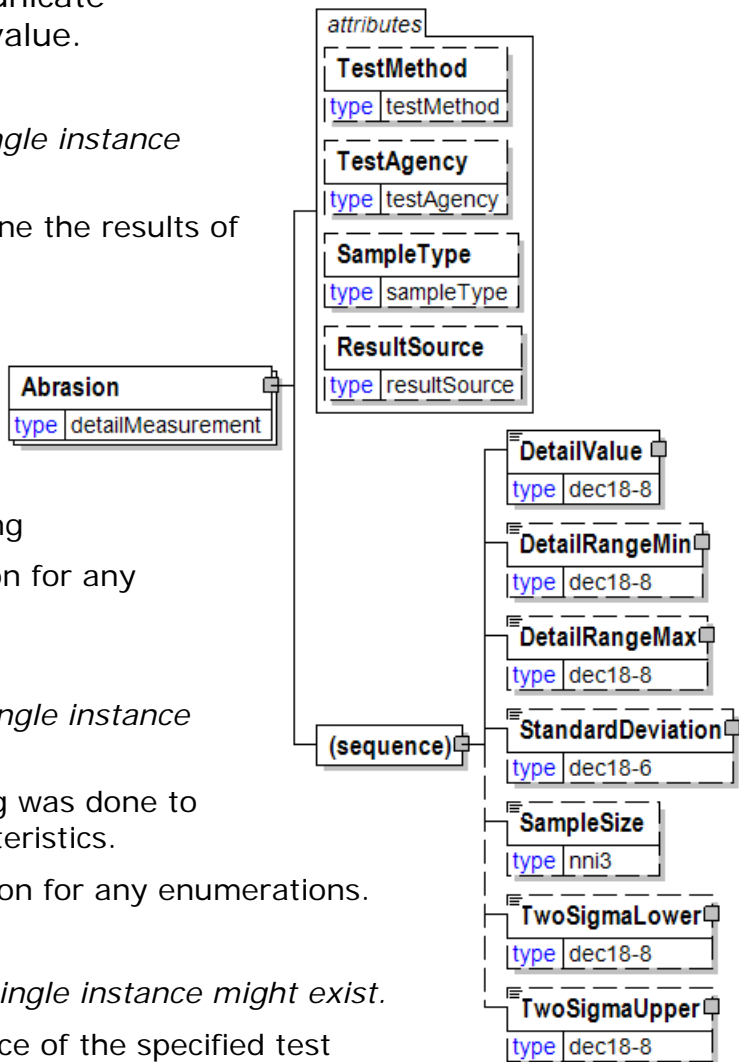 unicate
value.
ngle instance
ne the results of
ng
on for any
ngle instance
g was done to
teristics.
on for any enumerations.
single instance might exist.
ce of the specified test
attributes
TestMethod
type testMethod
TestAgency
type testAgency
SampleType
type sampleType
ResultSource
type resultSource
Abrasion
type detailMeasurement
(sequence)
DetailValue
type dec18-8
DetailRangeMin
type dec18-8
DetailRangeMax
type dec18-8
StandardDeviation
type dec18-6
SampleSize
type nni3
TwoSigmaLower
type dec18-8
TwoSigmaUpper
type dec18-8